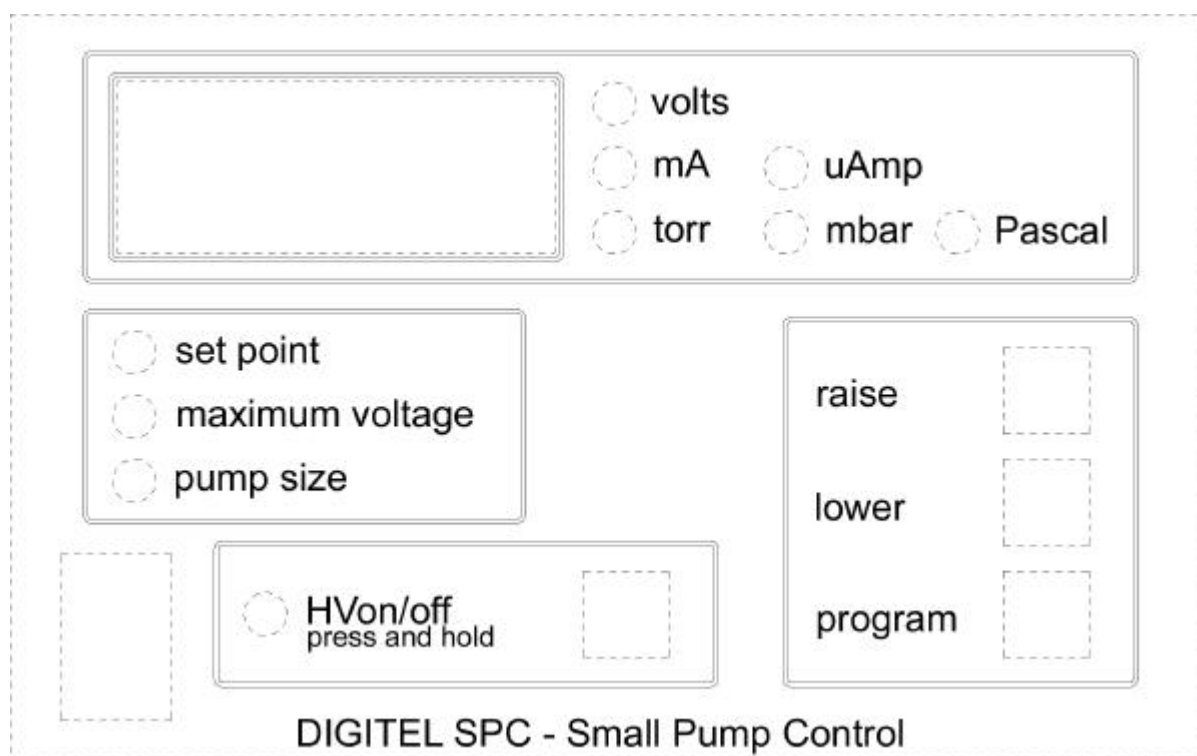 volts
mA uAmp
torr mbar Pascal
set point
maximum voltage
pump size
raise
lower
program
HVon/off
press and hold
DIGITEL SPC - Small Pump Control